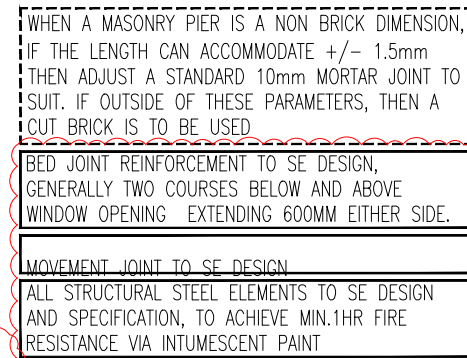 WHEN A MASONRY PIER IS A NON BRICK DIMENSION,
IF THE LENGTH CAN ACCOMMODATE +/- 1.5mm
THEN ADJUST A STANDARD 10mm MORTAR JOINT TO
SUIT. IF OUTSIDE OF THESE PARAMETERS, THEN A
CUT BRICK IS TO BE USED
BED JOINT REINFORCEMENT TO SE DESIGN,
GENERALLY TWO COURSES BELOW AND ABOVE
WINDOW OPENING EXTENDING 600MM EITHER SIDE.
MOVEMENT JOINT TO SE DESIGN
ALL STRUCTURAL STEEL ELEMENTS TO SE DESIGN
AND SPECIFICATION, TO ACHIEVE MIN.1HR FIRE
RESISTANCE VIA INTUMESCENT PAINT